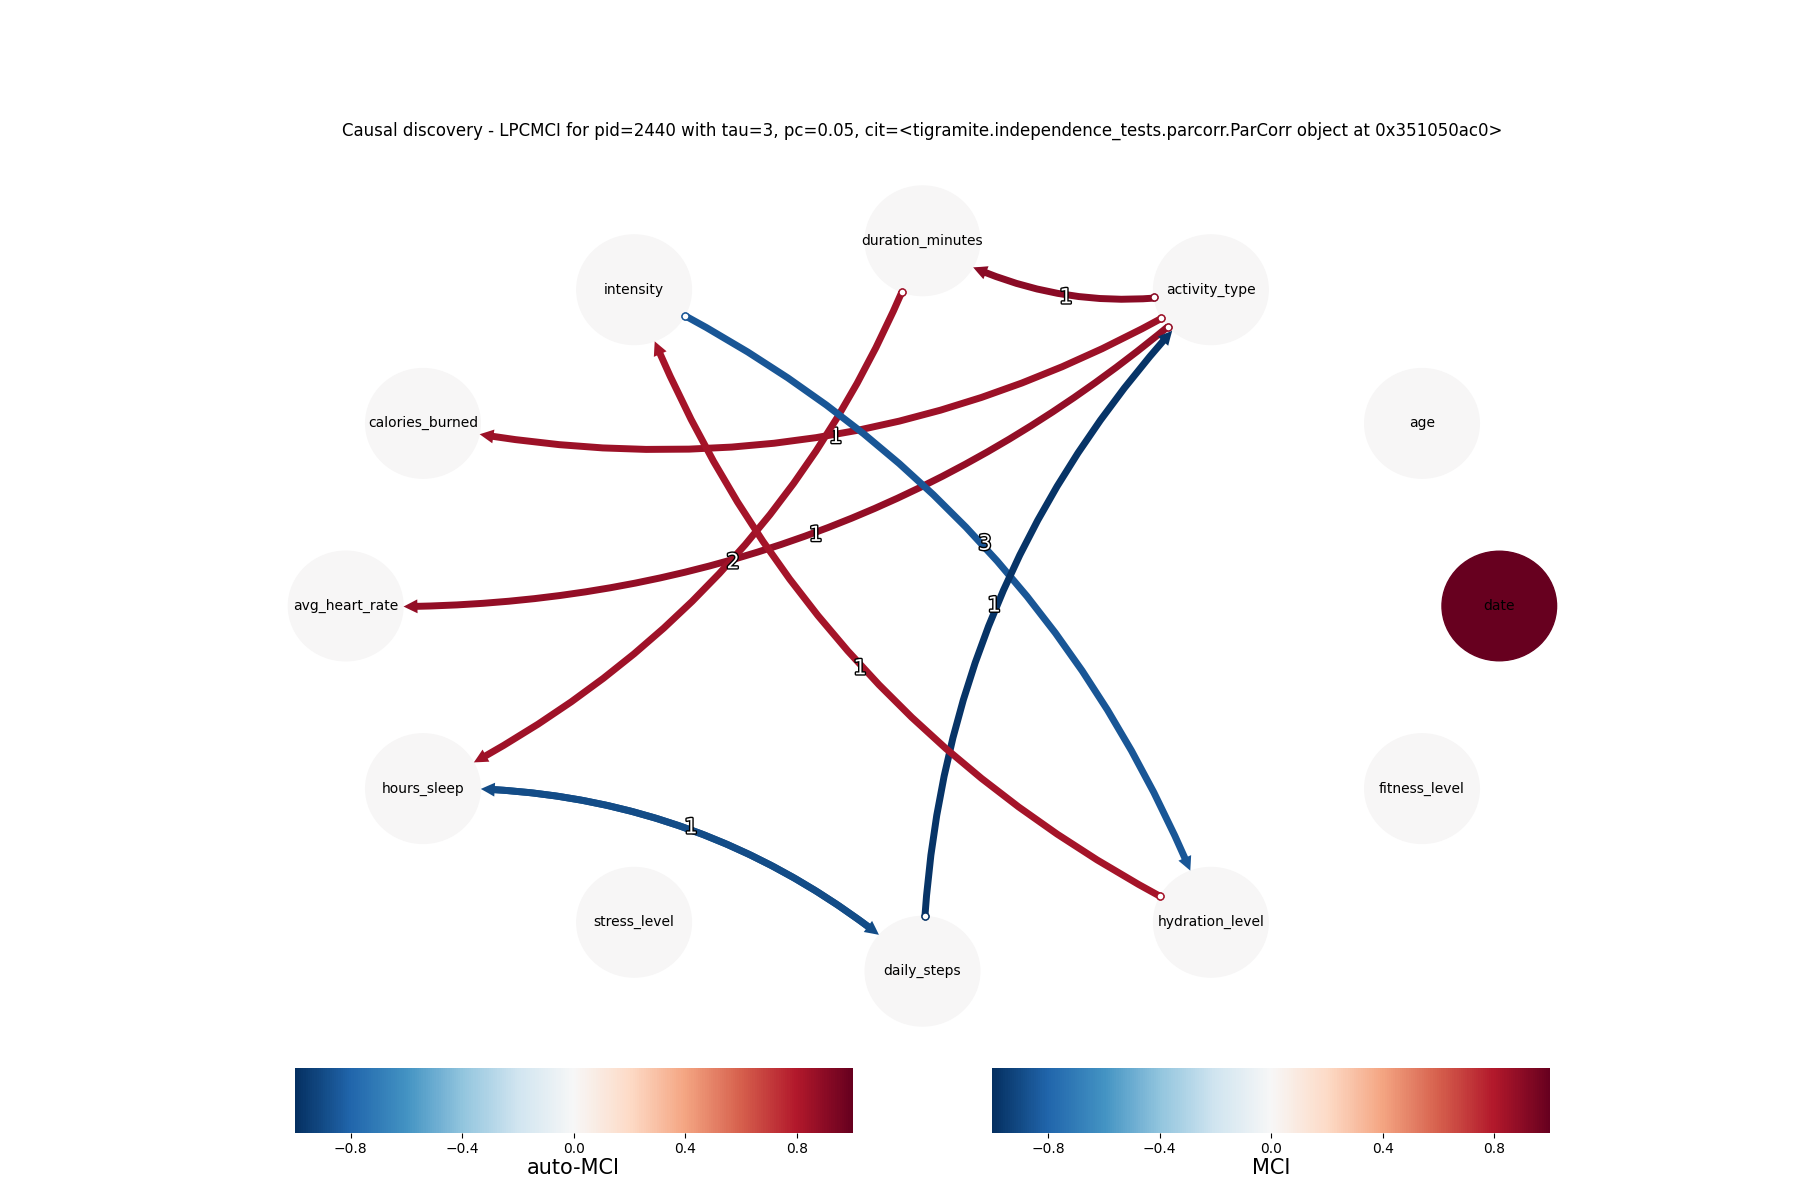 Causal discovery - LPCMCI for pid=2440 with tau=3, pc=0.05, cit=<tigramite.independence_tests.parcorr.ParCorr object at 0x351050ac0>
duration_minutes
intensity
activity_type
1
calories_burned
age
1
1
3
2
avg_heart_rate
1
date
1
hours_sleep
fitness_level
1
stress_level
hydration_level
daily_steps
−0.8 −0.4 0.0 0.4 0.8
auto-MCI
−0.8 −0.4 0.0 0.4 0.8
MCI